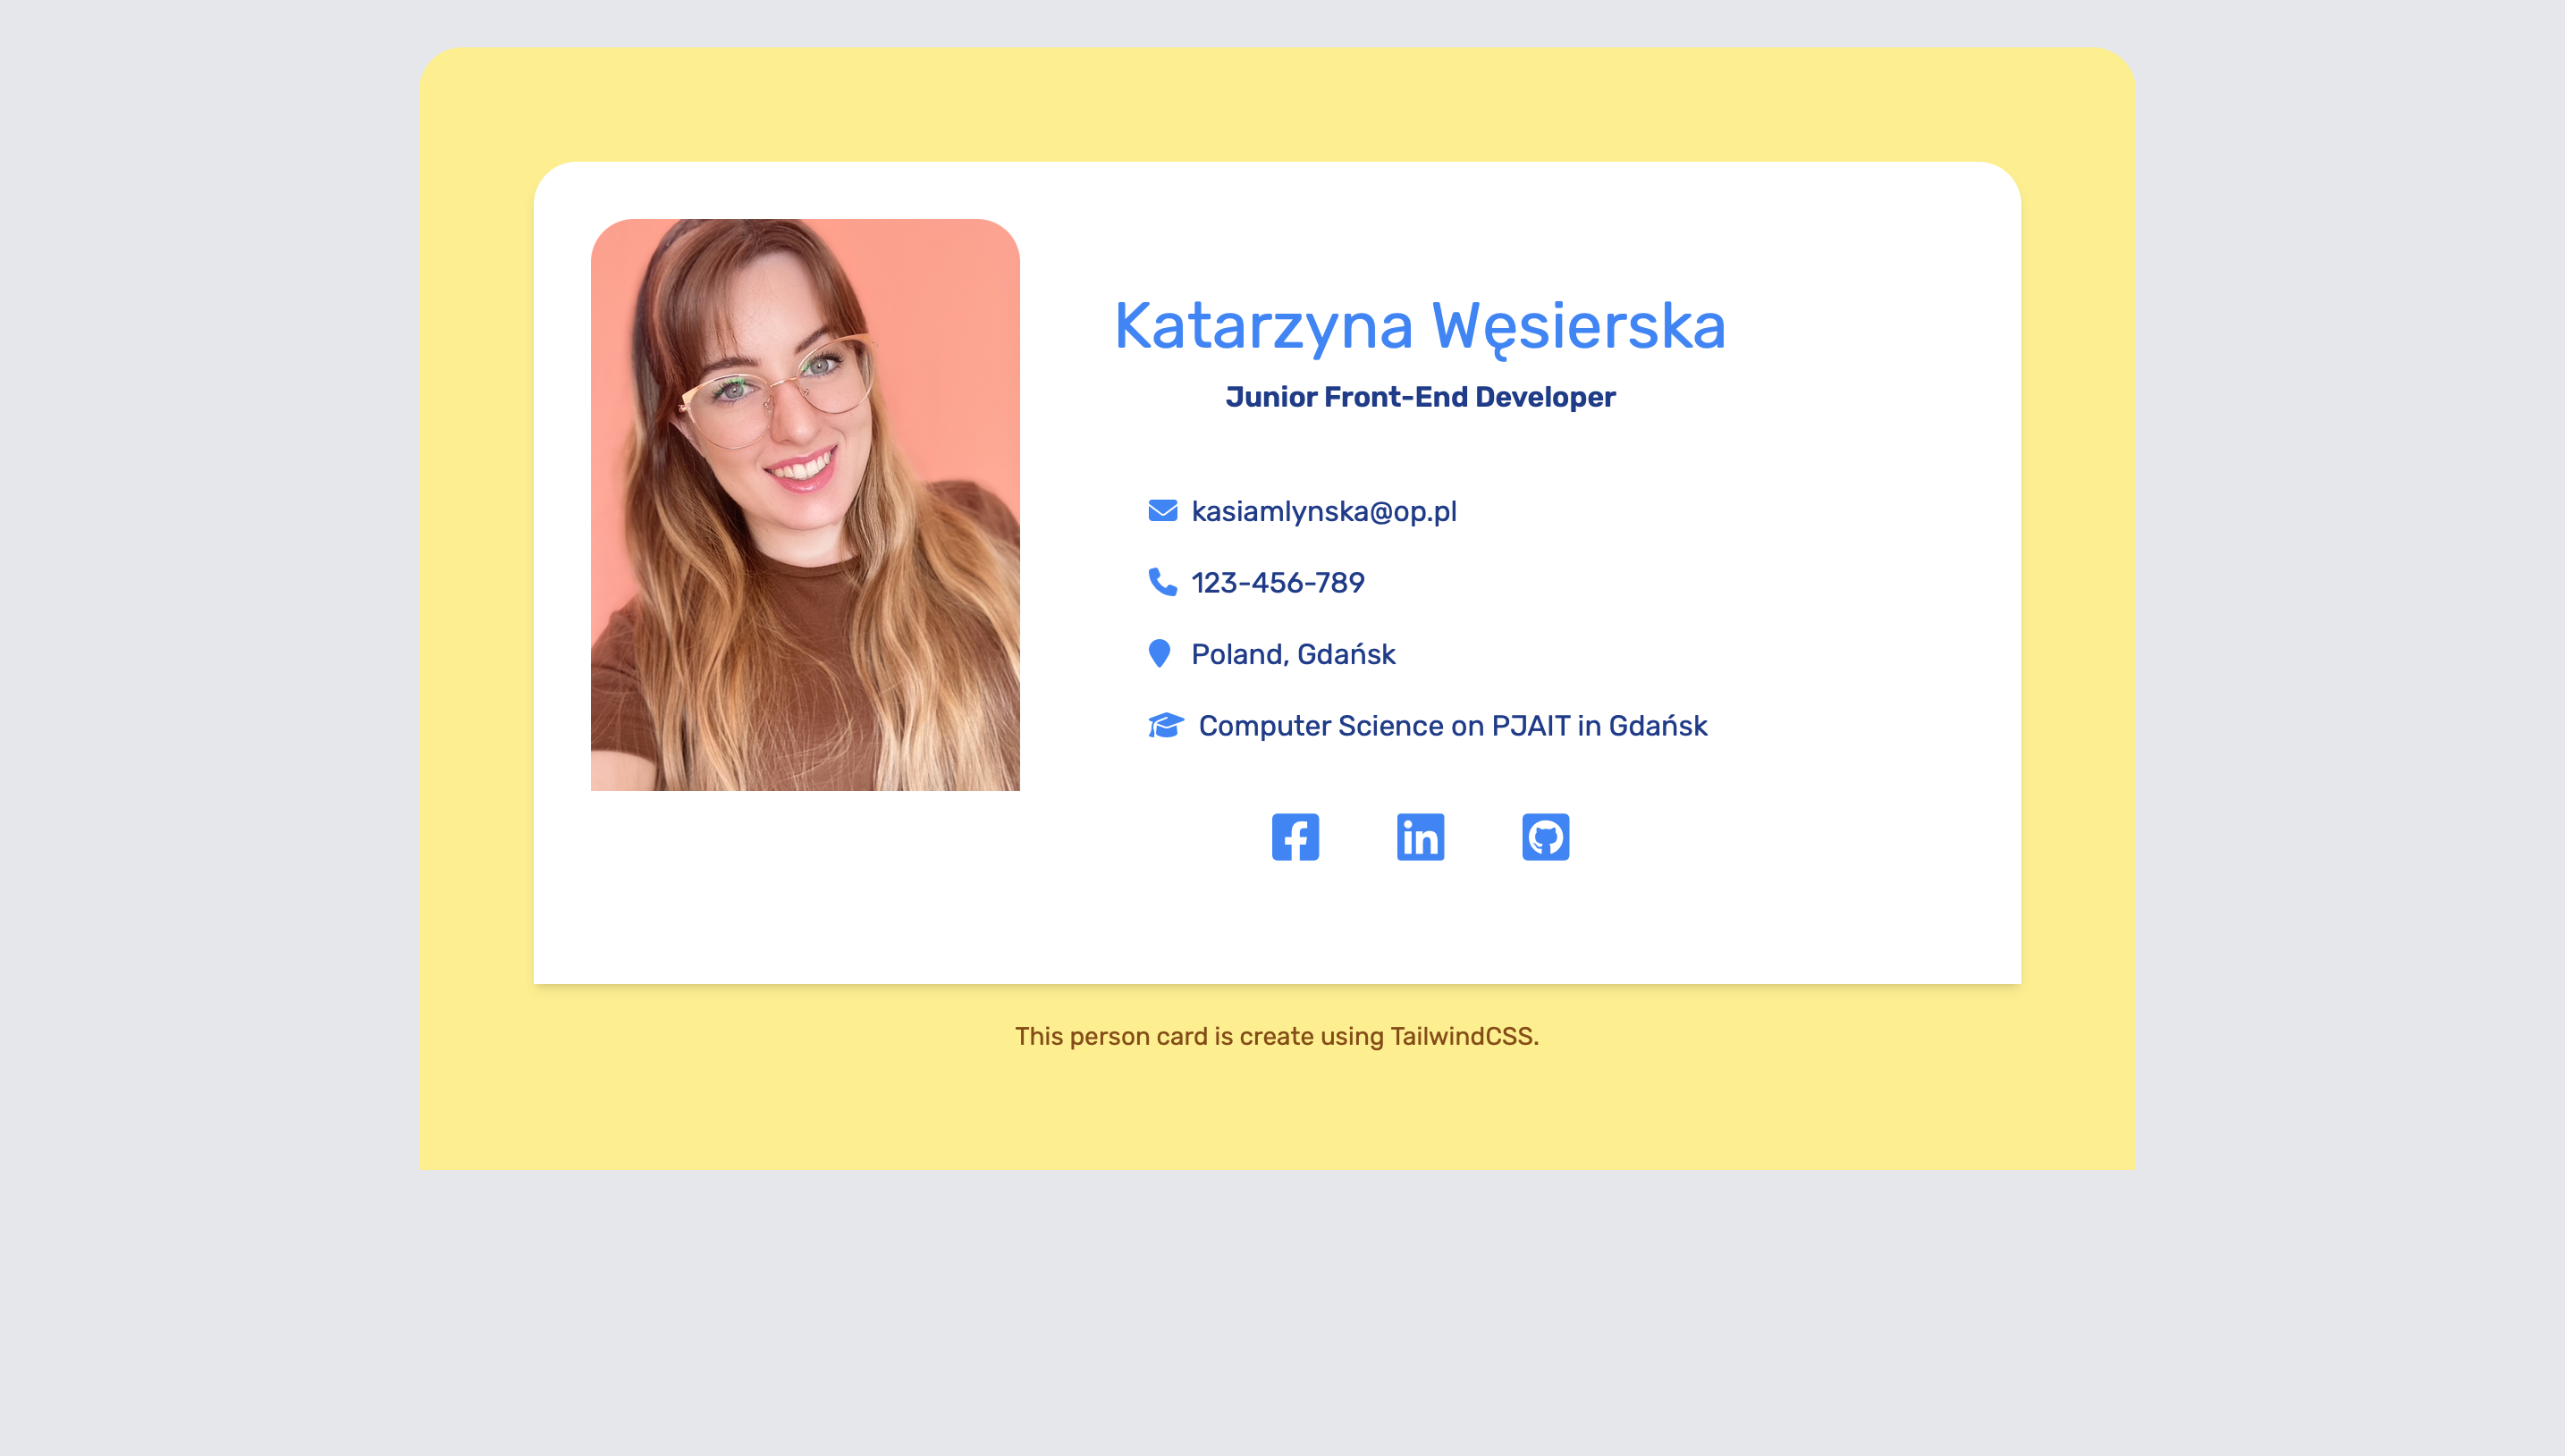 Katarzyna Węsierska
Junior Front-End Developer
kasiamlynska@op.pl
123-456-789
Poland, Gdańsk
Computer Science on PJAIT in Gdańsk
This person card is create using TailwindCSS.